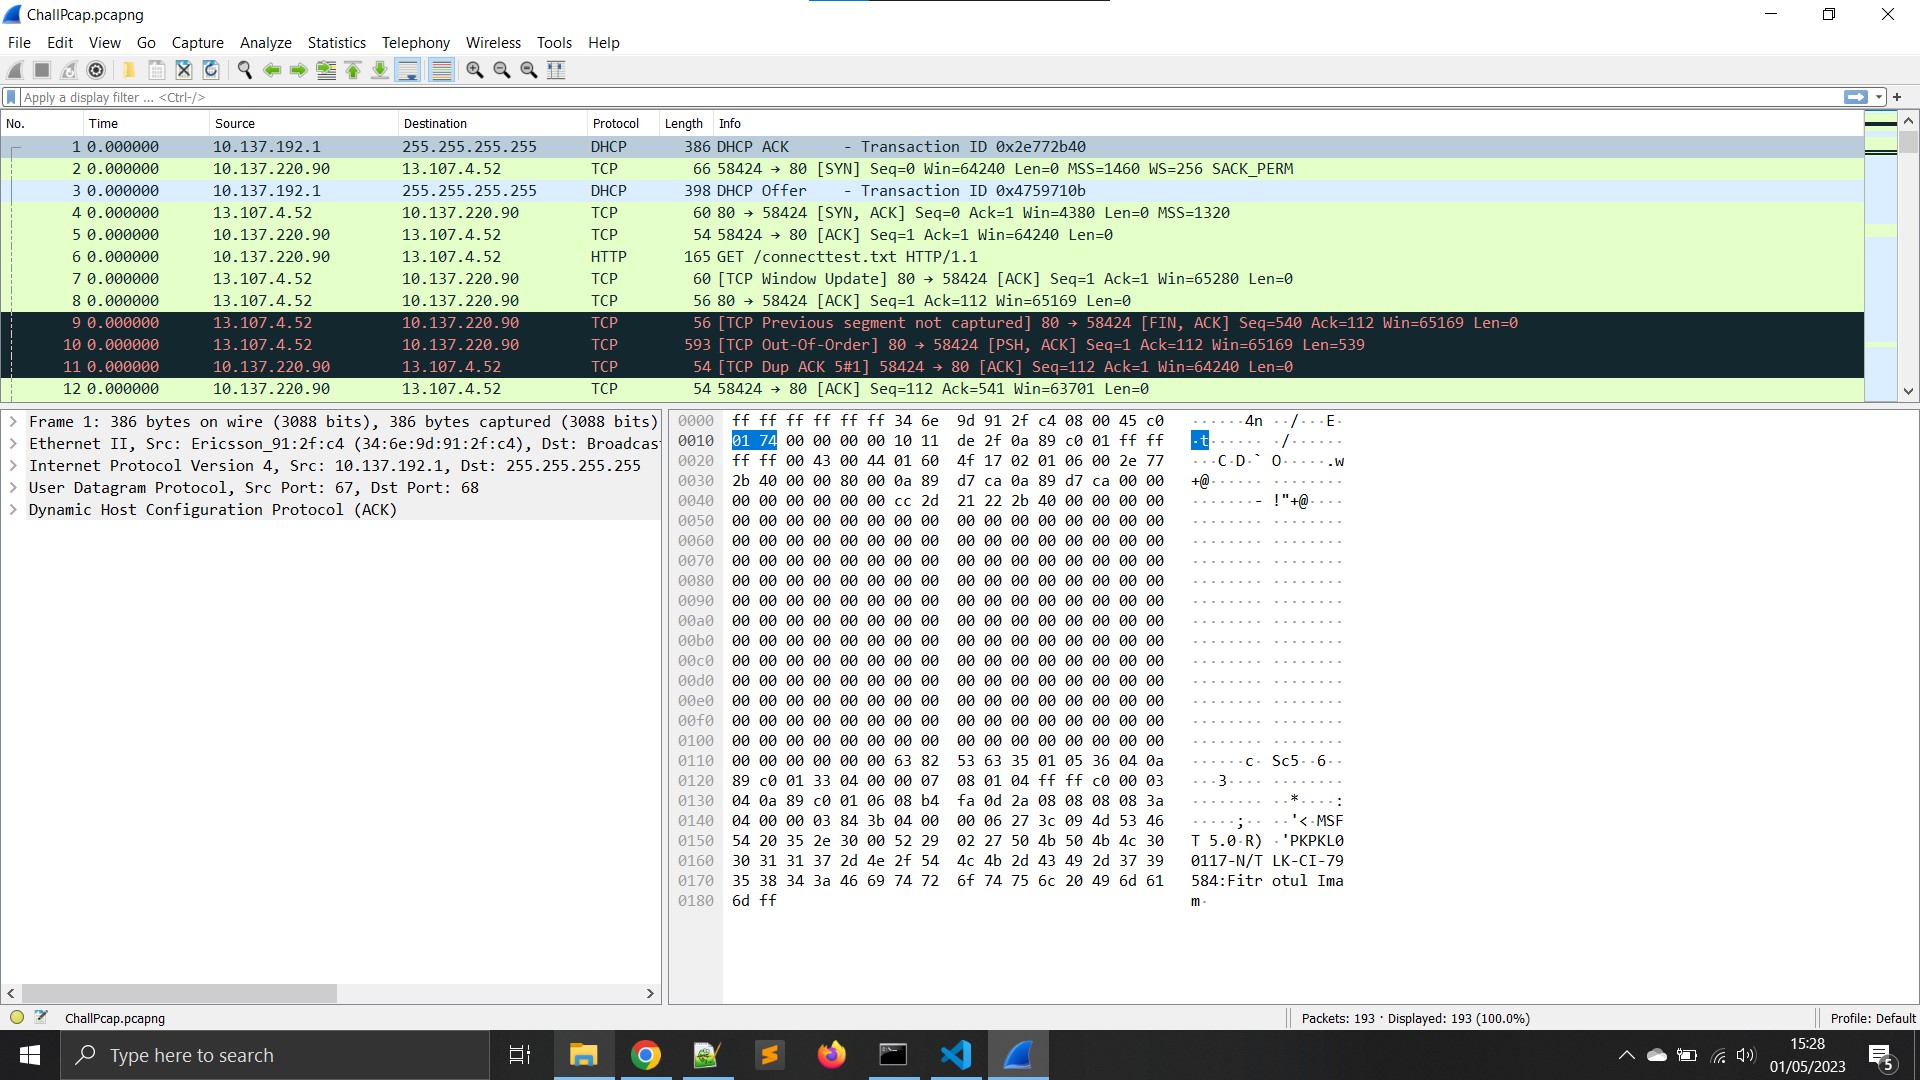 ChallPcap.pcapng
File Edit View Go Capture Analyze Statistics Telephony Wireless Tools Help
Apply a display filter ... <Ctrl-/>
No. Time Source Destination Protocol Length Info
1 0.000000 10.137.192.1 255.255.255.255 DHCP 386 DHCP ACK - Transaction ID 0x2e772b40
2 0.000000 10.137.220.90 13.107.4.52 TCP 66 58424 → 80 [SYN] Seq=0 Win=64240 Len=0 MSS=1460 WS=256 SACK_PERM
3 0.000000 10.137.192.1 255.255.255.255 DHCP 398 DHCP Offer - Transaction ID 0x4759710b
4 0.000000 13.107.4.52 10.137.220.90 TCP 60 80 → 58424 [SYN, ACK] Seq=0 Ack=1 Win=4380 Len=0 MSS=1320
5 0.000000 10.137.220.90 13.107.4.52 TCP 54 58424 → 80 [ACK] Seq=1 Ack=1 Win=64240 Len=0
6 0.000000 10.137.220.90 13.107.4.52 HTTP 165 GET /connecttest.txt HTTP/1.1
7 0.000000 13.107.4.52 10.137.220.90 TCP 60 [TCP Window Update] 80 → 58424 [ACK] Seq=1 Ack=1 Win=65280 Len=0
8 0.000000 13.107.4.52 10.137.220.90 TCP 56 80 → 58424 [ACK] Seq=1 Ack=112 Win=65169 Len=0
9 0.000000 13.107.4.52 10.137.220.90 TCP 56 [TCP Previous segment not captured] 80 → 58424 [FIN, ACK] Seq=540 Ack=112 Win=65169 Len=0
10 0.000000 13.107.4.52 10.137.220.90 TCP 593 [TCP Out-Of-Order] 80 → 58424 [PSH, ACK] Seq=1 Ack=112 Win=65169 Len=539
11 0.000000 10.137.220.90 13.107.4.52 TCP 54 [TCP Dup ACK 5#1] 58424 → 80 [ACK] Seq=112 Ack=1 Win=64240 Len=0
12 0.000000 10.137.220.90 13.107.4.52 TCP 54 58424 → 80 [ACK] Seq=112 Ack=541 Win=63701 Len=0
Frame 1: 386 bytes on wire (3088 bits), 386 bytes captured (3088 bits)
Ethernet II, Src: Ericsson_91:2f:c4 (34:6e:9d:91:2f:c4), Dst: Broadcas
Internet Protocol Version 4, Src: 10.137.192.1, Dst: 255.255.255.255
User Datagram Protocol, Src Port: 67, Dst Port: 68
Dynamic Host Configuration Protocol (ACK)
0000 ff ff ff ff ff ff 34 6e 9d 91 2f c4 08 00 45 c0 ······4n ··/···E·
0010 01 74 00 00 00 00 10 11 de 2f 0a 89 c0 01 ff ff ·t······ ·/······
0020 ff ff 00 43 00 44 01 60 4f 17 02 01 06 00 2e 77 ···C·D·` O·····.w
0030 2b 40 00 00 80 00 0a 89 d7 ca 0a 89 d7 ca 00 00 +@······ ········
0040 00 00 00 00 00 00 cc 2d 21 22 2b 40 00 00 00 00 ·······- !"+@····
0050 00 00 00 00 00 00 00 00 00 00 00 00 00 00 00 00 ········ ········
0060 00 00 00 00 00 00 00 00 00 00 00 00 00 00 00 00 ········ ········
0070 00 00 00 00 00 00 00 00 00 00 00 00 00 00 00 00 ········ ········
0080 00 00 00 00 00 00 00 00 00 00 00 00 00 00 00 00 ········ ········
0090 00 00 00 00 00 00 00 00 00 00 00 00 00 00 00 00 ········ ········
00a0 00 00 00 00 00 00 00 00 00 00 00 00 00 00 00 00 ········ ········
00b0 00 00 00 00 00 00 00 00 00 00 00 00 00 00 00 00 ········ ········
00c0 00 00 00 00 00 00 00 00 00 00 00 00 00 00 00 00 ········ ········
00d0 00 00 00 00 00 00 00 00 00 00 00 00 00 00 00 00 ········ ········
00e0 00 00 00 00 00 00 00 00 00 00 00 00 00 00 00 00 ········ ········
00f0 00 00 00 00 00 00 00 00 00 00 00 00 00 00 00 00 ········ ········
0100 00 00 00 00 00 00 00 00 00 00 00 00 00 00 00 00 ········ ········
0110 00 00 00 00 00 00 63 82 53 63 35 01 05 36 04 0a ······c· Sc5··6··
0120 89 c0 01 33 04 00 00 07 08 01 04 ff ff c0 00 03 ···3···· ········
0130 04 0a 89 c0 01 06 08 b4 fa 0d 2a 08 08 08 08 3a ········ ··*····:
0140 04 00 00 03 84 3b 04 00 00 06 27 3c 09 4d 53 46 ·····;·· ··'<·MSF
0150 54 20 35 2e 30 00 52 29 02 27 50 4b 50 4b 4c 30 T 5.0·R) ·'PKPKL0
0160 30 31 31 37 2d 4e 2f 54 4c 4b 2d 43 49 2d 37 39 0117-N/T LK-CI-79
0170 35 38 34 3a 46 69 74 72 6f 74 75 6c 20 49 6d 61 584:Fitr otul Ima
0180 6d ff m·
ChallPcap.pcapng
Packets: 193 · Displayed: 193 (100.0%)
Profile: Default
Type here to search
15:28
01/05/2023
5